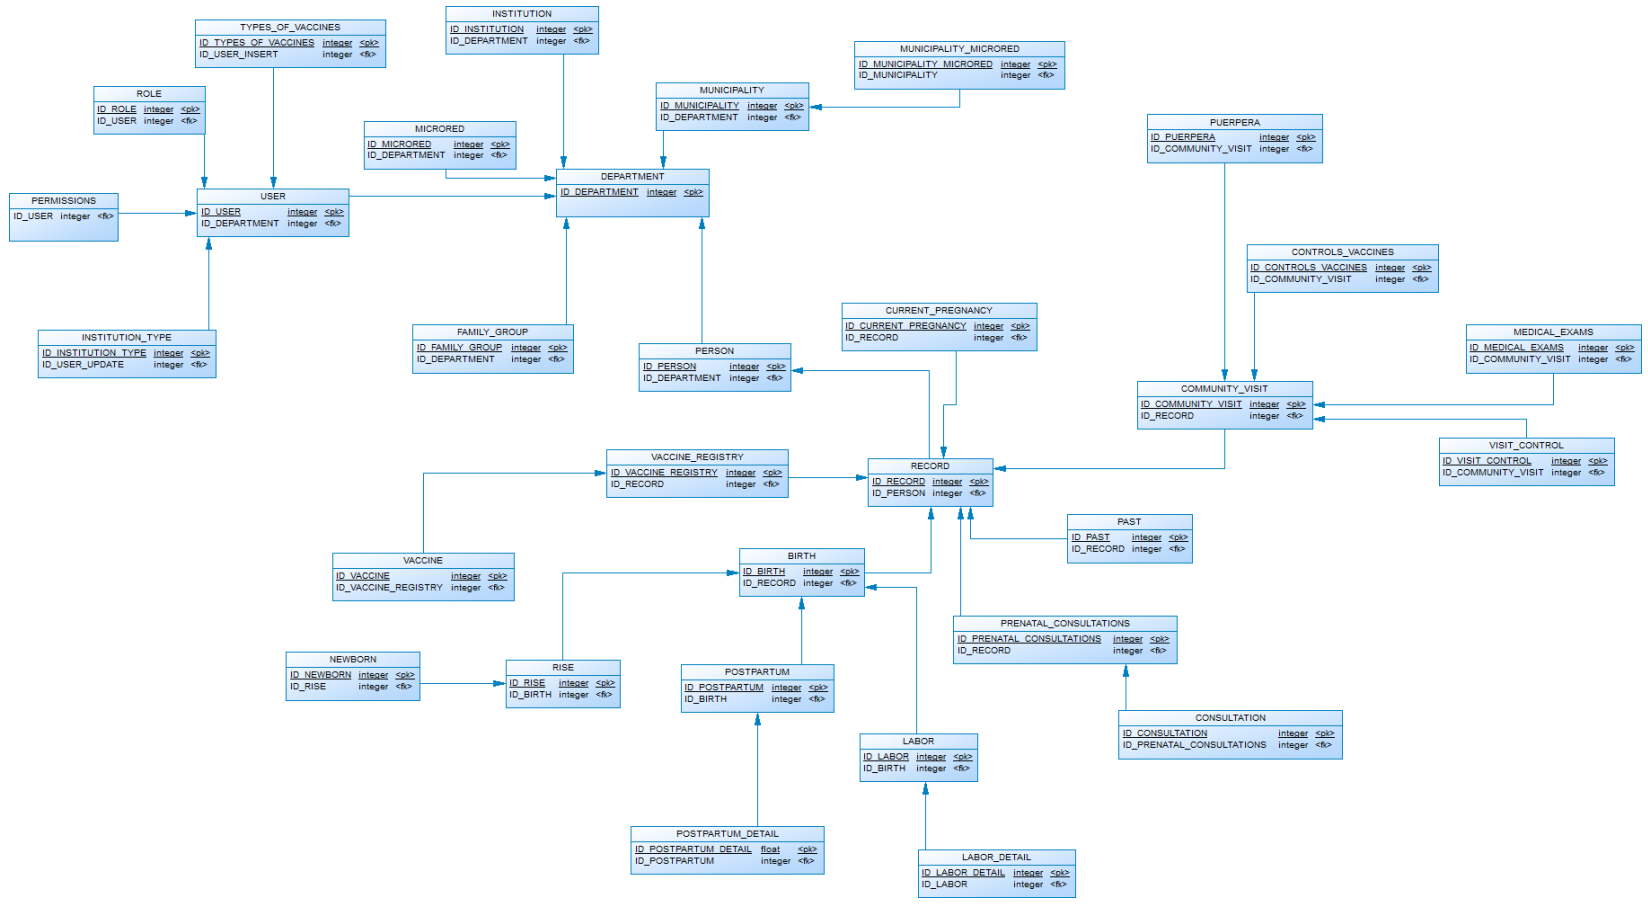 TYPES_OF_VACCINES
ID_TYPES_OF_VACCINES integer <pk>
ID_USER_INSERT integer <fk>
INSTITUTION
ID_INSTITUTION integer <pk>
ID_DEPARTMENT integer <fk>
MUNICIPALITY_MICRORED
ID_MUNICIPALITY_MICRORED integer <pk>
ID_MUNICIPALITY integer <fk>
ROLE
ID_ROLE integer <pk>
ID_USER integer <fk>
MUNICIPALITY
ID_MUNICIPALITY integer <pk>
ID_DEPARTMENT integer <fk>
MICRORED
ID_MICRORED integer <pk>
ID_DEPARTMENT integer <fk>
PUERPERA
ID_PUERPERA integer <pk>
ID_COMMUNITY_VISIT integer <fk>
PERMISSIONS
ID_USER integer <fk>
USER
ID_USER integer <pk>
ID_DEPARTMENT integer <fk>
DEPARTMENT
ID_DEPARTMENT integer <pk>
CONTROLS_VACCINES
ID_CONTROLS_VACCINES integer <pk>
ID_COMMUNITY_VISIT integer <fk>
INSTITUTION_TYPE
ID_INSTITUTION_TYPE integer <pk>
ID_USER_UPDATE integer <fk>
FAMILY_GROUP
ID_FAMILY_GROUP integer <pk>
ID_DEPARTMENT integer <fk>
PERSON
ID_PERSON integer <pk>
ID_DEPARTMENT integer <fk>
CURRENT_PREGNANCY
ID_CURRENT_PREGNANCY integer <pk>
ID_RECORD integer <fk>
MEDICAL_EXAMS
ID_MEDICAL_EXAMS integer <pk>
ID_COMMUNITY_VISIT integer <fk>
COMMUNITY_VISIT
ID_COMMUNITY_VISIT integer <pk>
ID_RECORD integer <fk>
VISIT_CONTROL
ID_VISIT_CONTROL integer <pk>
ID_COMMUNITY_VISIT integer <fk>
VACCINE_REGISTRY
ID_VACCINE_REGISTRY integer <pk>
ID_RECORD integer <fk>
RECORD
ID_RECORD integer <pk>
ID_PERSON integer <fk>
PAST
ID_PAST integer <pk>
ID_RECORD integer <fk>
VACCINE
ID_VACCINE integer <pk>
ID_VACCINE_REGISTRY integer <fk>
BIRTH
ID_BIRTH integer <pk>
ID_RECORD integer <fk>
PRENATAL_CONSULTATIONS
ID_PRENATAL_CONSULTATIONS integer <pk>
ID_RECORD integer <fk>
NEWBORN
ID_NEWBORN integer <pk>
ID_RISE integer <fk>
RISE
ID_RISE integer <pk>
ID_BIRTH integer <fk>
POSTPARTUM
ID_POSTPARTUM integer <pk>
ID_BIRTH integer <fk>
CONSULTATION
ID_CONSULTATION integer <pk>
ID_PRENATAL_CONSULTATIONS integer <fk>
LABOR
ID_LABOR integer <pk>
ID_BIRTH integer <fk>
POSTPARTUM_DETAIL
ID_POSTPARTUM_DETAIL float <pk>
ID_POSTPARTUM integer <fk>
LABOR_DETAIL
ID_LABOR_DETAIL integer <pk>
ID_LABOR integer <fk>